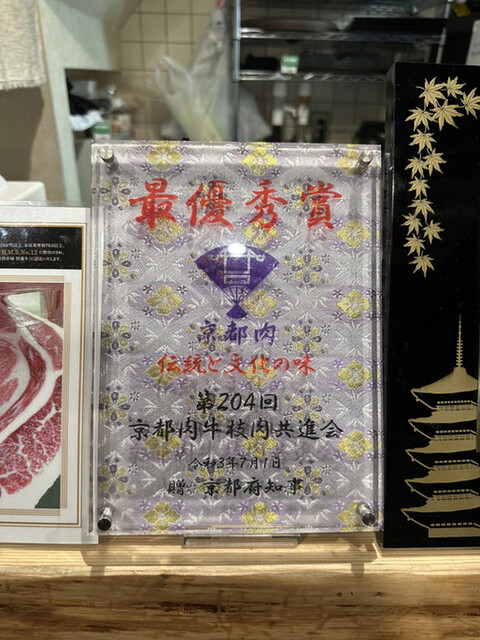 最優秀賞
京都肉
伝統と文化の味
第204回
京都肉牛枝肉共進会
令和3年7月1日
贈 京都府知事